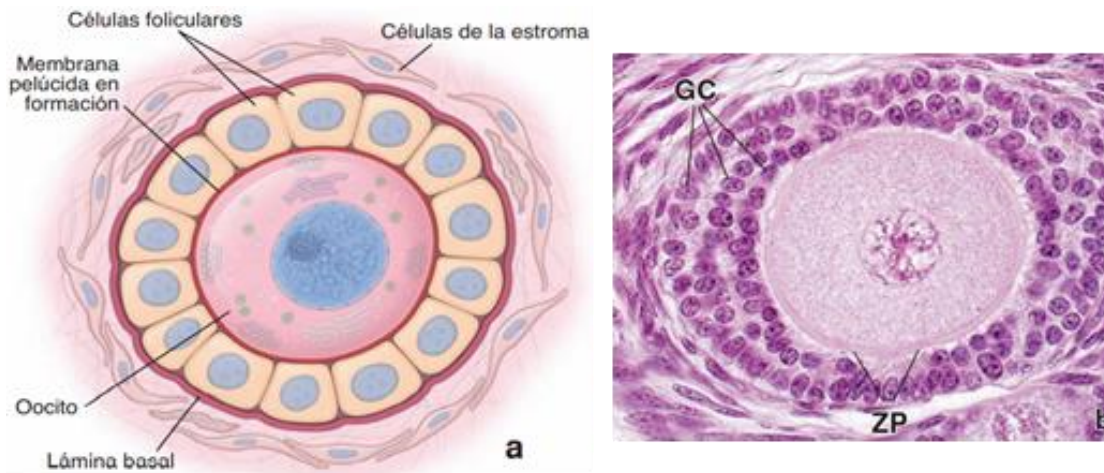 Células foliculares
Células de la estroma
Membrana
pelúcida en
formación
GC
Oocito
Lámina basal
a
ZP
b